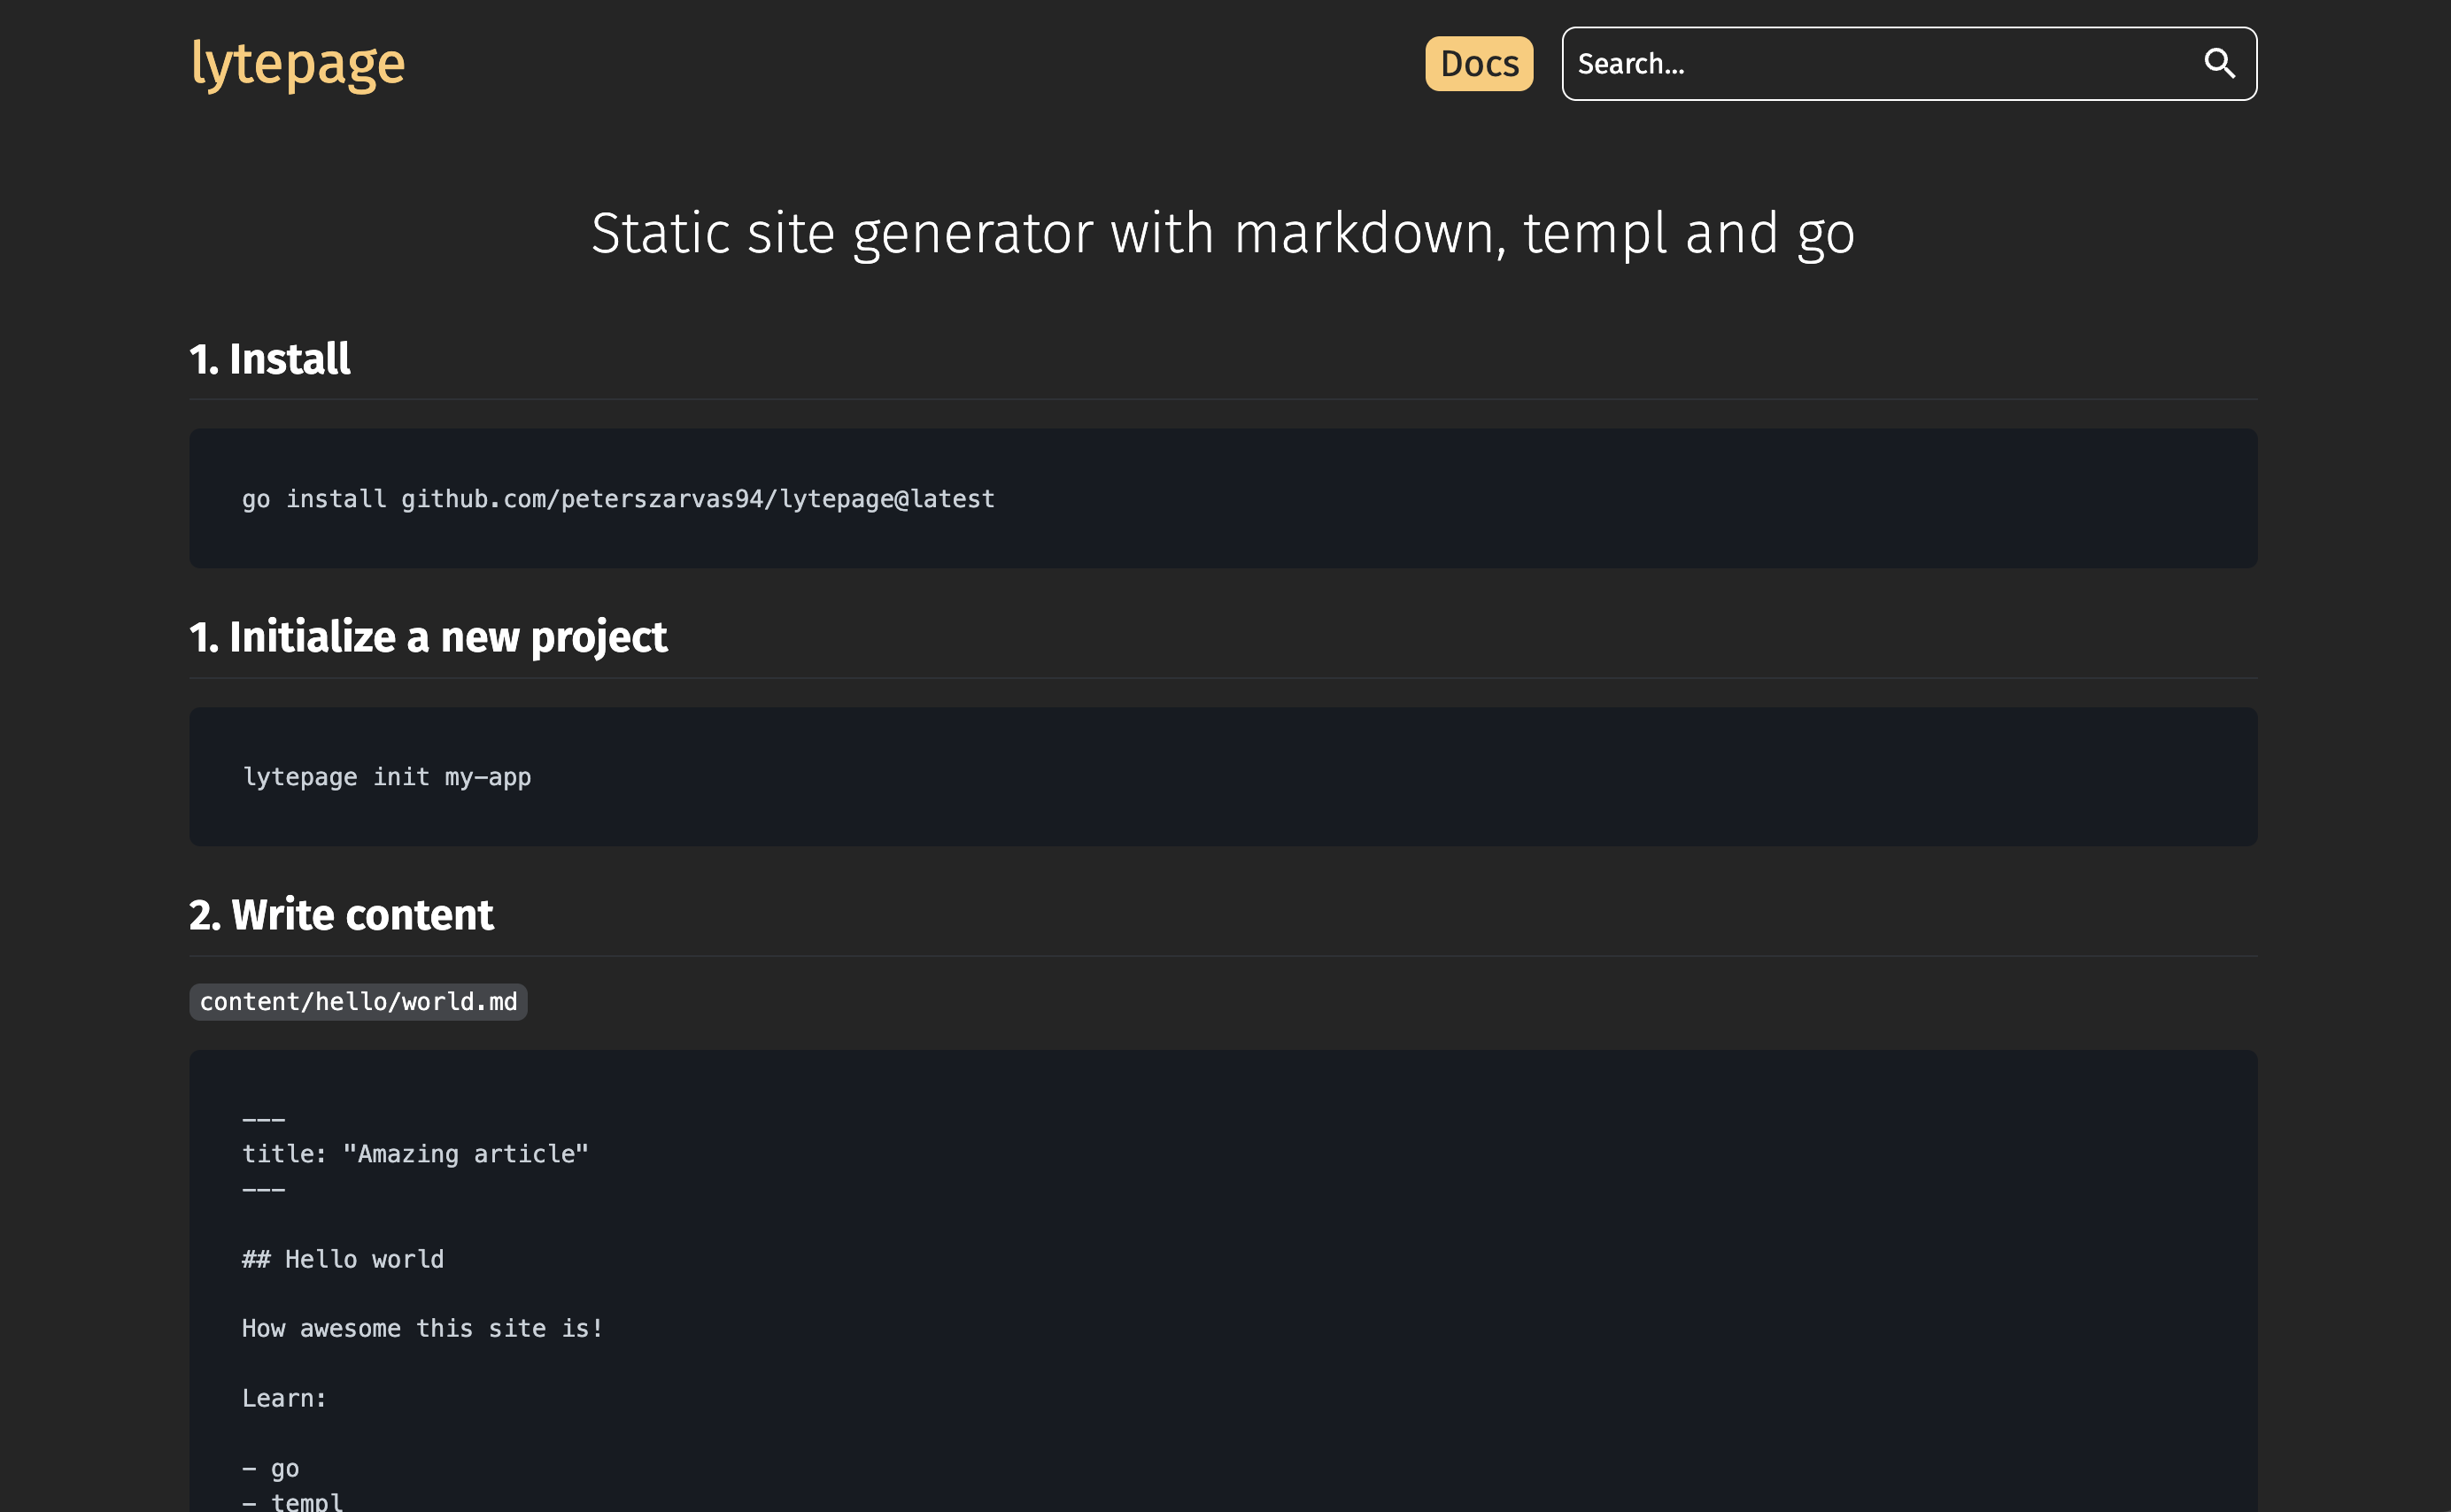 lytepage
Docs
Search...
Static site generator with markdown, templ and go
1. Install
go install github.com/peterszarvas94/lytepage@latest
1. Initialize a new project
lytepage init my-app
2. Write content
content/hello/world.md
---
title: "Amazing article"
---
## Hello world
How awesome this site is!
Learn:
- go
- templ